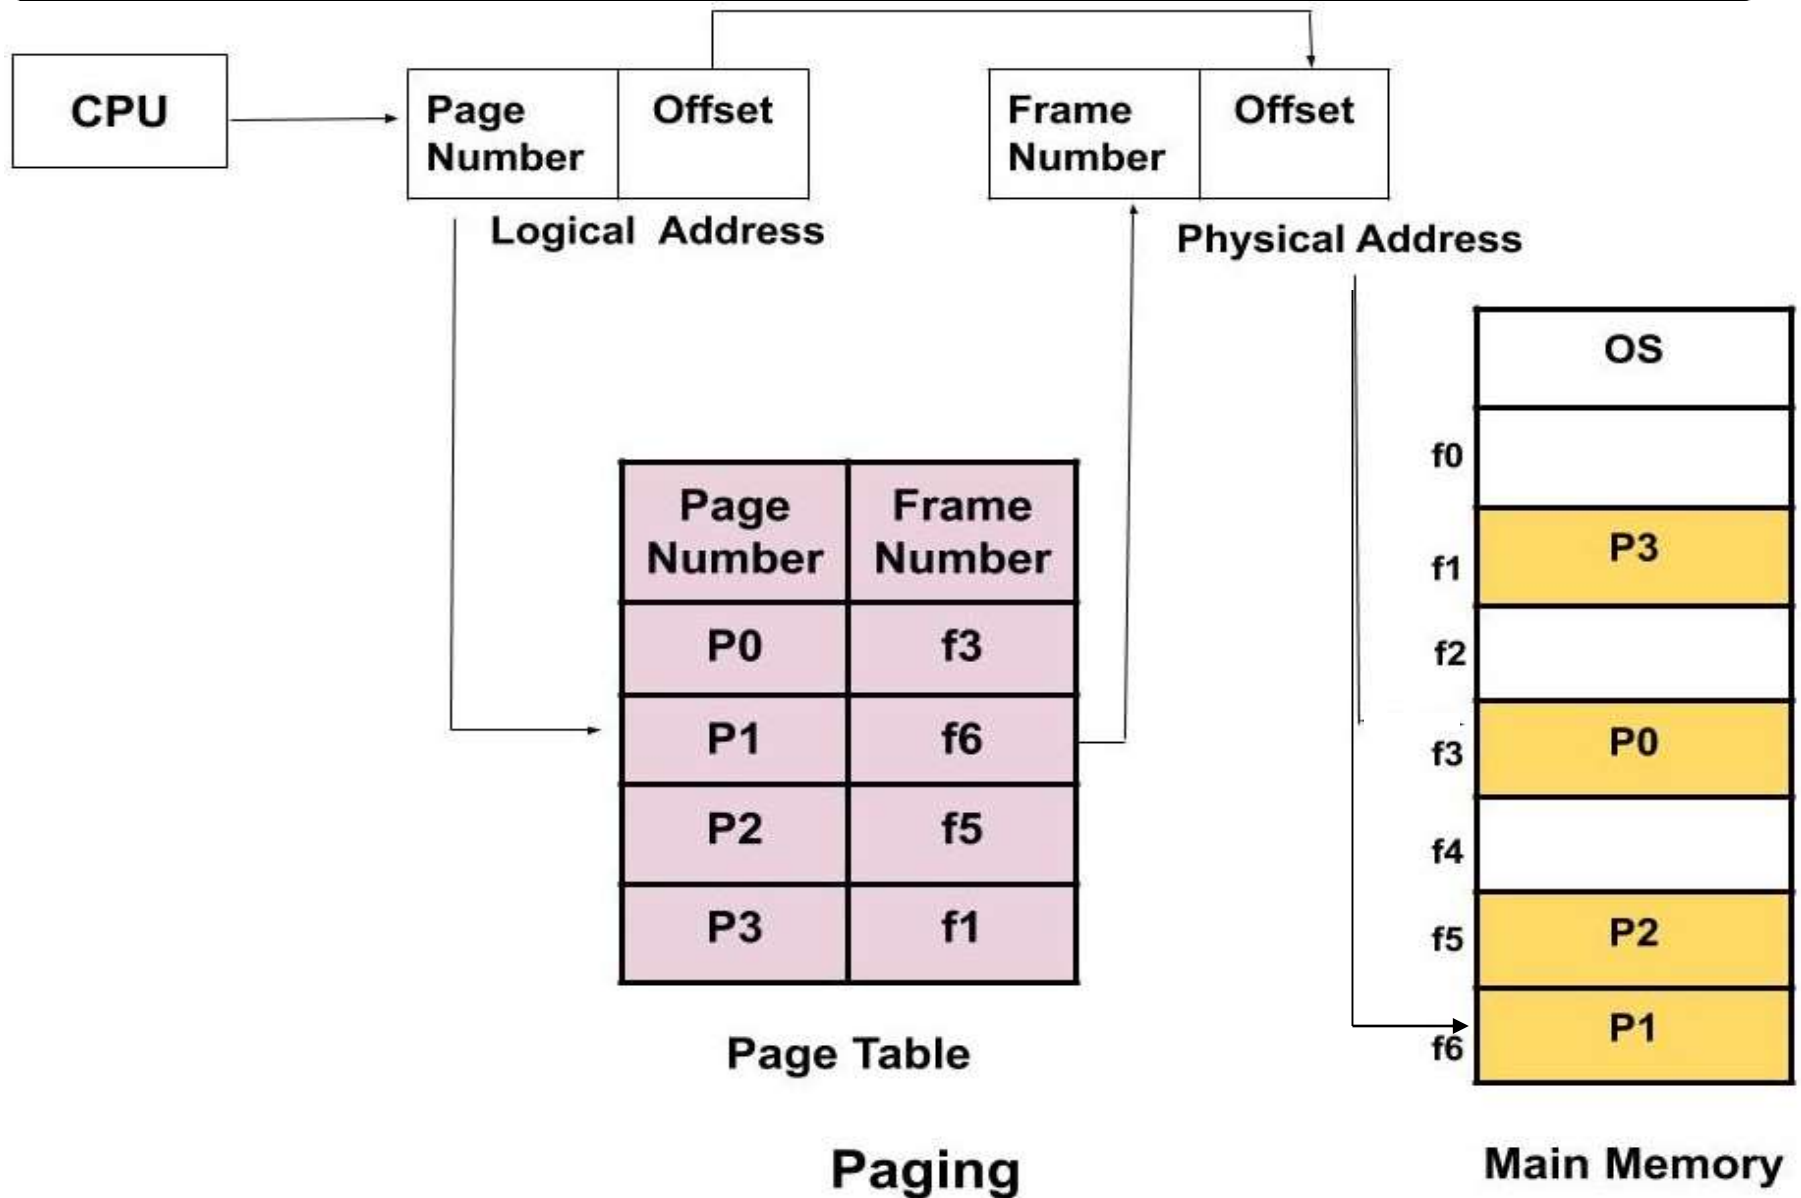 CPU
Page
Number
Offset
Logical Address
Frame
Number
Offset
Physical Address
Page
Number
Frame
Number
P0
f3
P1
f6
P2
f5
P3
f1
Page Table
OS
f0
f1
P3
f2
f3
P0
f4
f5
P2
f6
P1
Main Memory
Paging